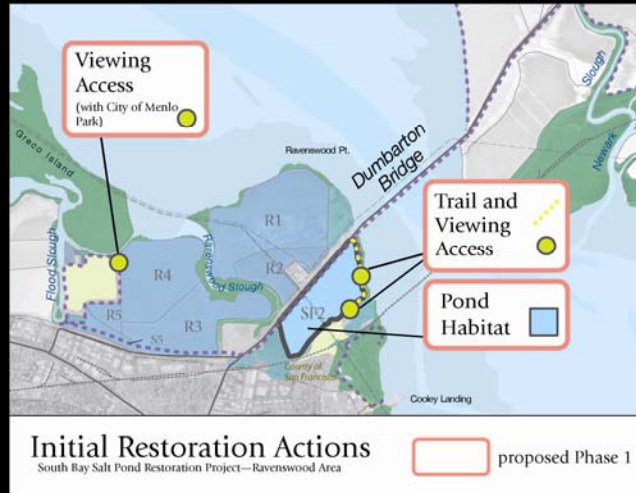 Viewing
Access
(with City of Menlo
Park)
Greco Island
Ravenswood Pt.
Dumbarton
Bridge
Slough
Newark
Trail and
Viewing
Access
R1
R2
Ravenswood Slough
Flood Slough
R4
R5
R3
S5
SF2
Pond
Habitat
County of
San Francisco
Cooley Landing
Initial Restoration Actions
South Bay Salt Pond Restoration Project—Ravenswood Area
proposed Phase 1